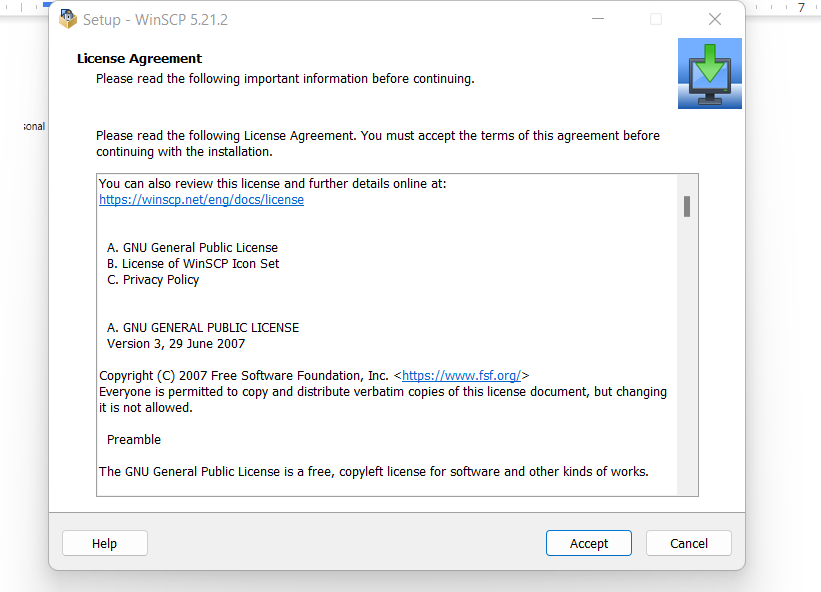 Setup - WinSCP 5.21.2
7
License Agreement
Please read the following important information before continuing.
sonal
Please read the following License Agreement. You must accept the terms of this agreement before
continuing with the installation.
You can also review this license and further details online at:
https://winscp.net/eng/docs/license
A. GNU General Public License
B. License of WinSCP Icon Set
C. Privacy Policy
A. GNU GENERAL PUBLIC LICENSE
Version 3, 29 June 2007
Copyright (C) 2007 Free Software Foundation, Inc. <https://www.fsf.org/>
Everyone is permitted to copy and distribute verbatim copies of this license document, but changing
it is not allowed.
Preamble
The GNU General Public License is a free, copyleft license for software and other kinds of works.
Help
Accept
Cancel